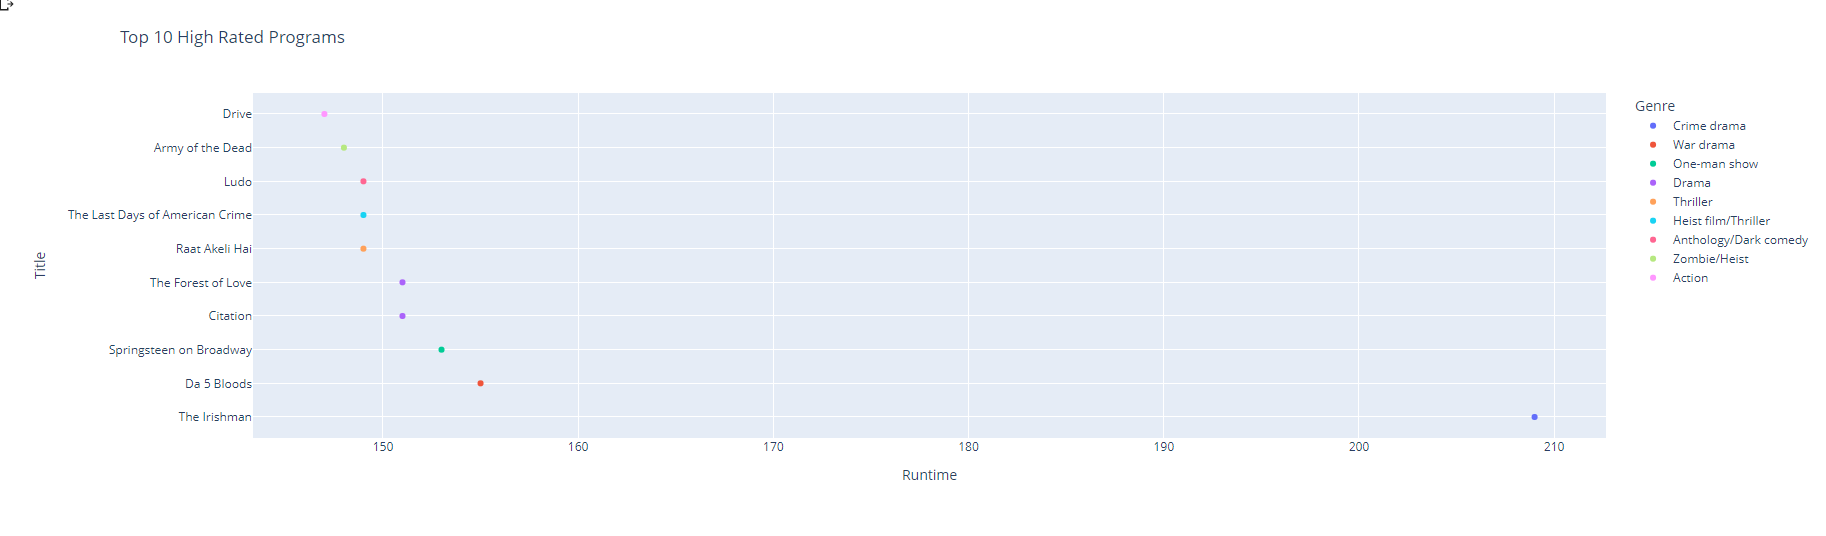 Top 10 High Rated Programs
Drive
Army of the Dead
Ludo
The Last Days of American Crime
Raat Akeli Hai
The Forest of Love
Citation
Springsteen on Broadway
Da 5 Bloods
The Irishman
Title
150 160 170 180 190 200 210
Runtime
Genre
Crime drama
War drama
One-man show
Drama
Thriller
Heist film/Thriller
Anthology/Dark comedy
Zombie/Heist
Action